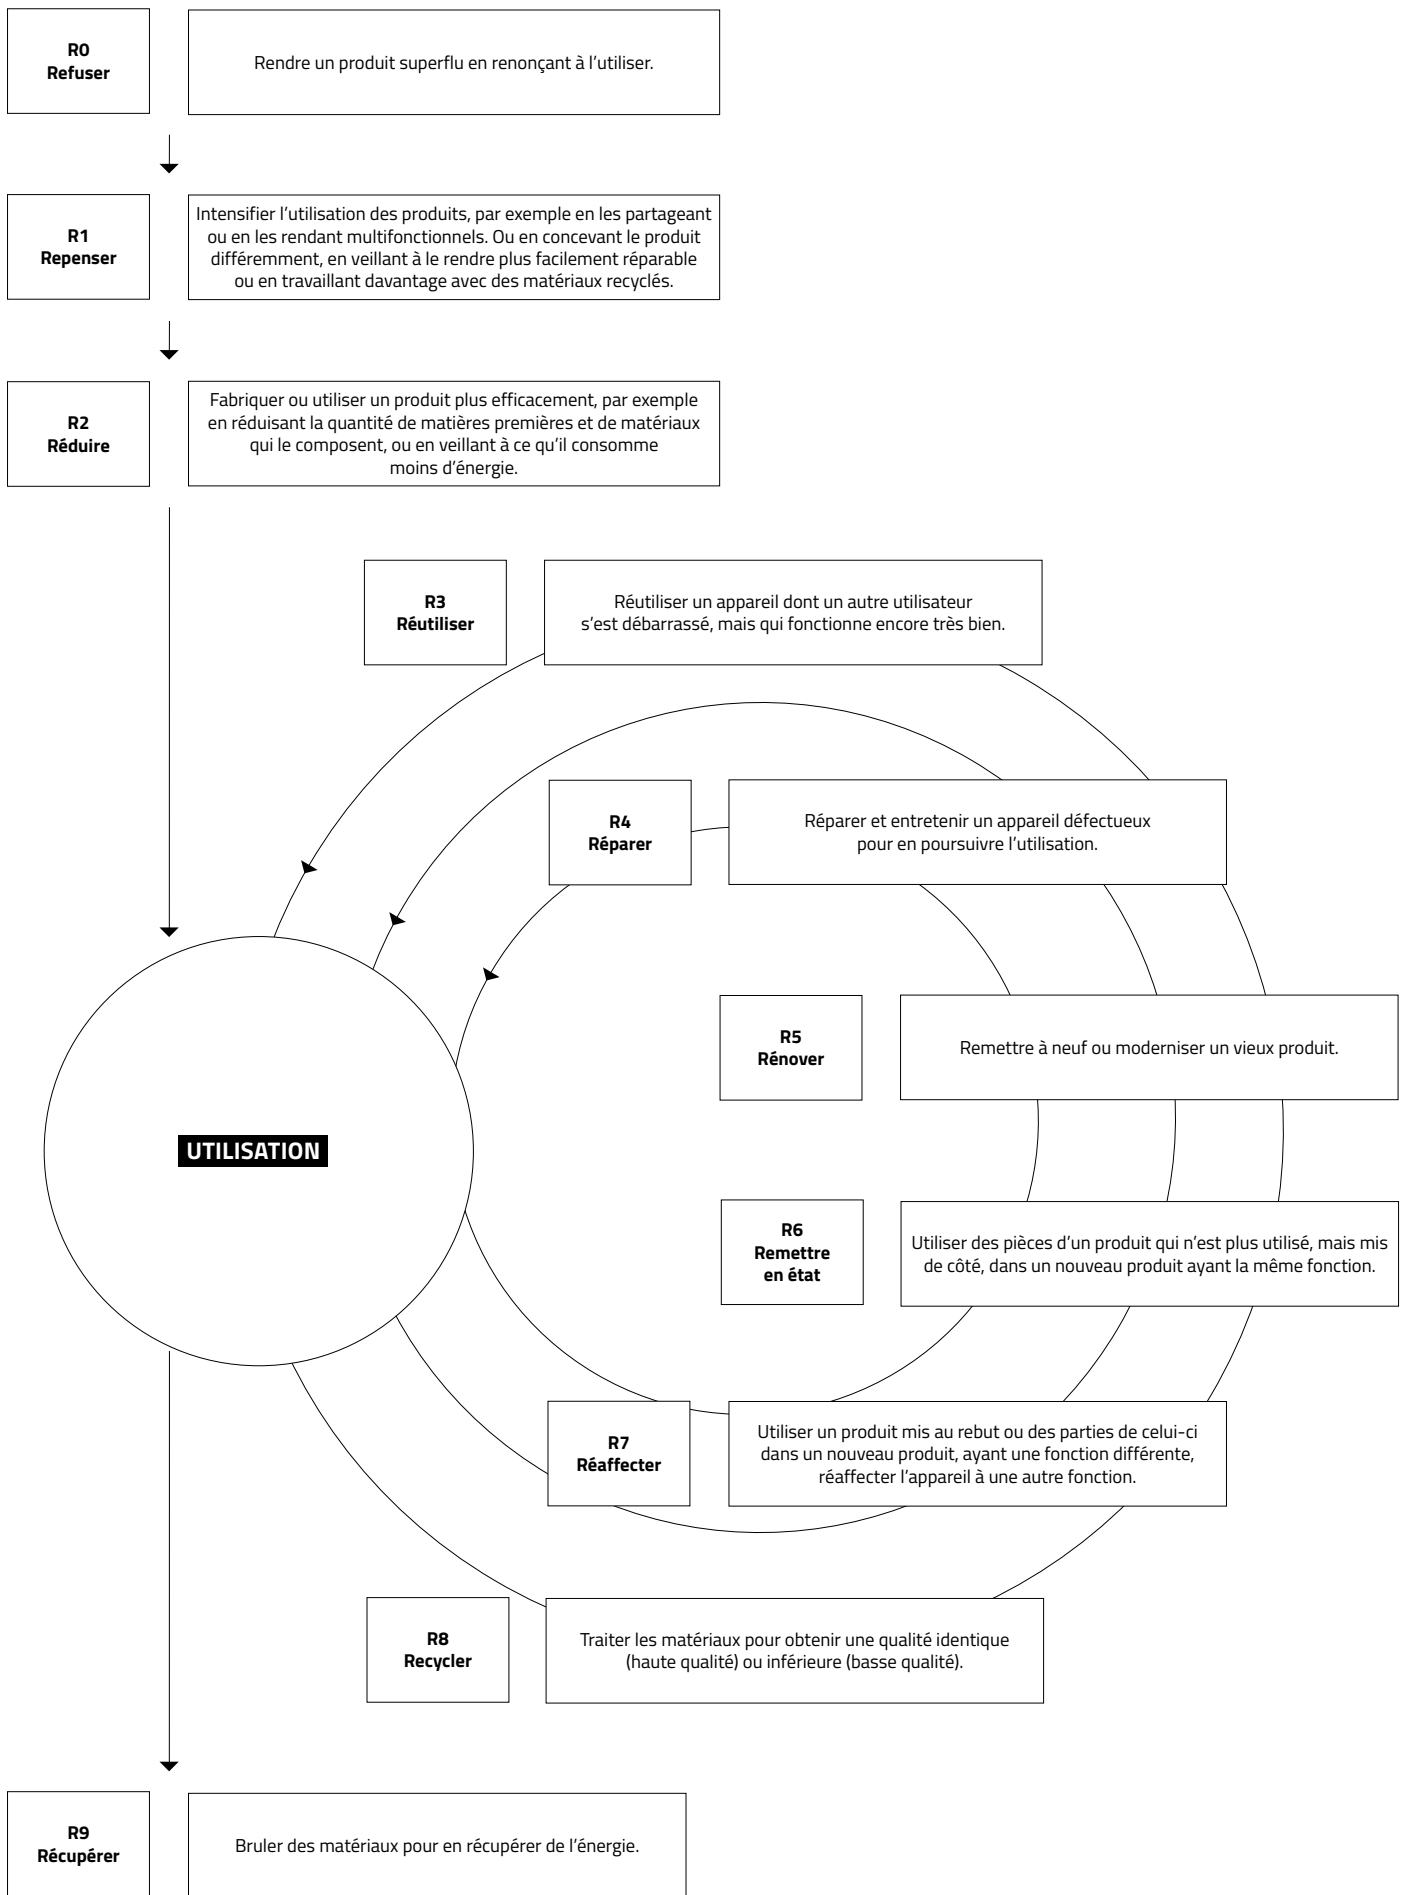 R0
Refuser
Rendre un produit superflu en renonçant à l’utiliser.
R1
Repenser
Intensifier l’utilisation des produits, par exemple en les partageant
ou en les rendant multifonctionnels. Ou en concevant le produit
différemment, en veillant à le rendre plus facilement réparable
ou en travaillant davantage avec des matériaux recyclés.
R2
Réduire
Fabriquer ou utiliser un produit plus efficacement, par exemple
en réduisant la quantité de matières premières et de matériaux
qui le composent, ou en veillant à ce qu’il consomme
moins d’énergie.
R3
Réutiliser
Réutiliser un appareil dont un autre utilisateur
s’est débarrassé, mais qui fonctionne encore très bien.
R4
Réparer
Réparer et entretenir un appareil défectueux
pour en poursuivre l’utilisation.
R5
Rénover
Remettre à neuf ou moderniser un vieux produit.
UTILISATION
R6
Remettre
en état
Utiliser des pièces d’un produit qui n’est plus utilisé, mais mis
de côté, dans un nouveau produit ayant la même fonction.
R7
Réaffecter
Utiliser un produit mis au rebut ou des parties de celui-ci
dans un nouveau produit, ayant une fonction différente,
réaffecter l’appareil à une autre fonction.
R8
Recycler
Traiter les matériaux pour obtenir une qualité identique
(haute qualité) ou inférieure (basse qualité).
R9
Récupérer
Bruler des matériaux pour en récupérer de l’énergie.